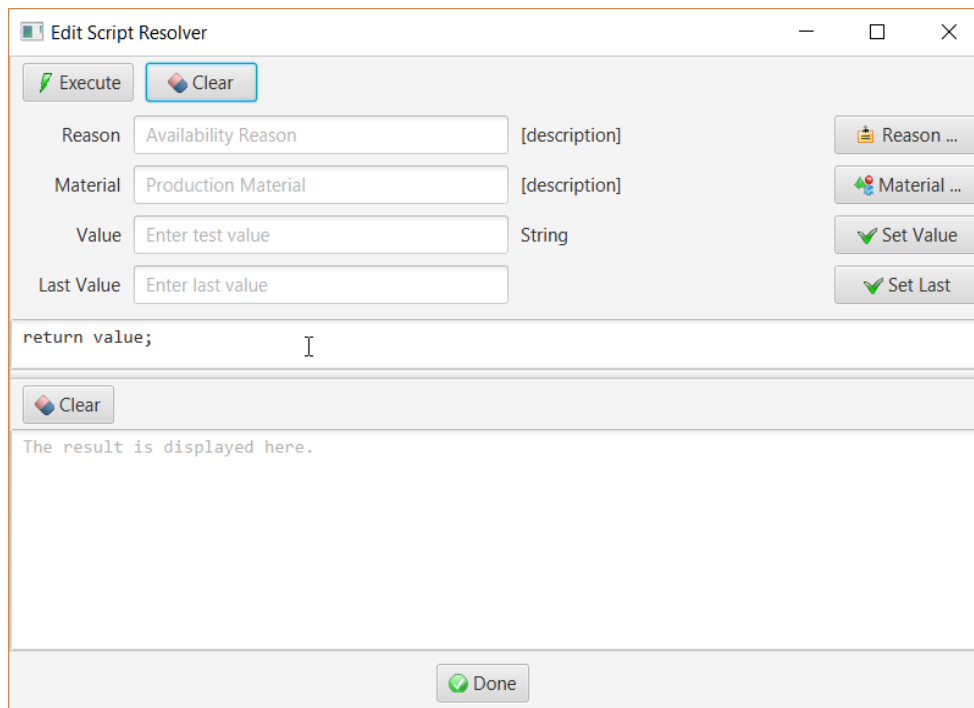 Edit Script Resolver
Execute Clear
Reason Availability Reason [description] Reason ...
Material Production Material [description] Material ...
Value Enter test value String Set Value
Last Value Enter last value Set Last
return value;
Clear
The result is displayed here.
Done